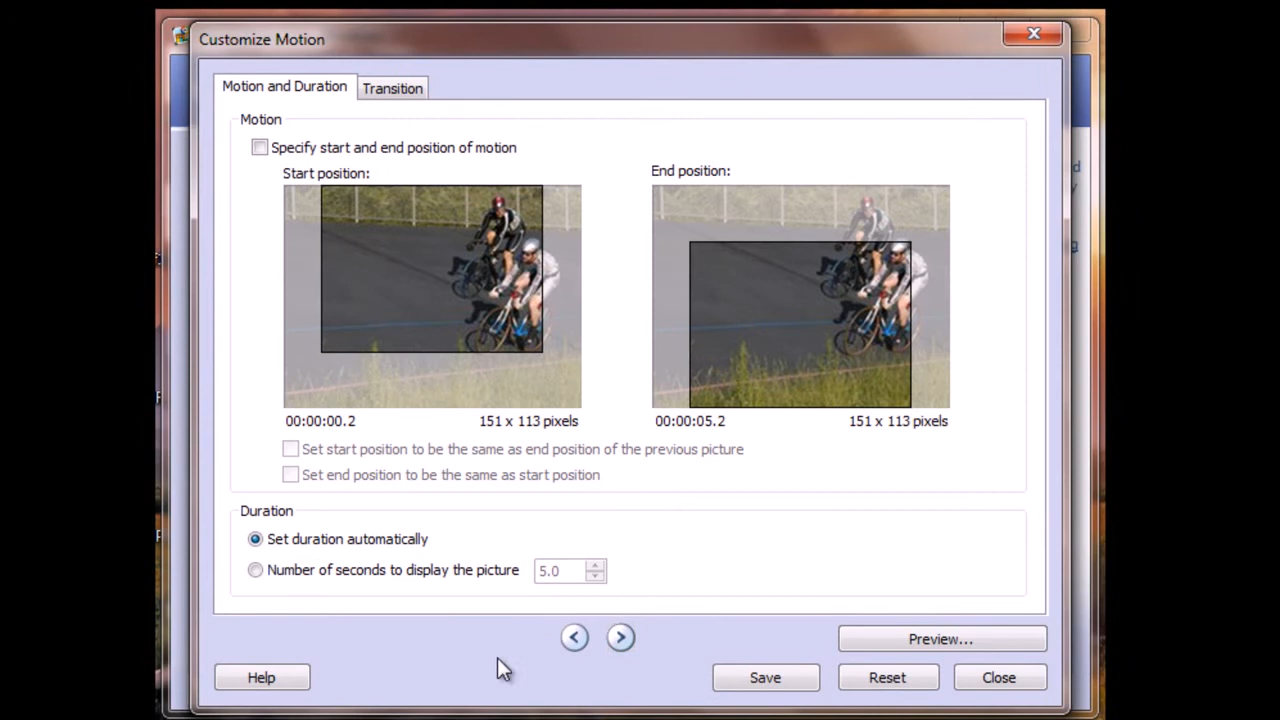 Customize Motion
Motion and Duration
Transition
Motion
Specify start and end position of motion
Start position:
End position:
00:00:00.2
151 x 113 pixels
00:00:05.2
151 x 113 pixels
Set start position to be the same as end position of the previous picture
Set end position to be the same as start position
Duration
Set duration automatically
Number of seconds to display the picture
5.0
Preview...
Help
Save
Reset
Close